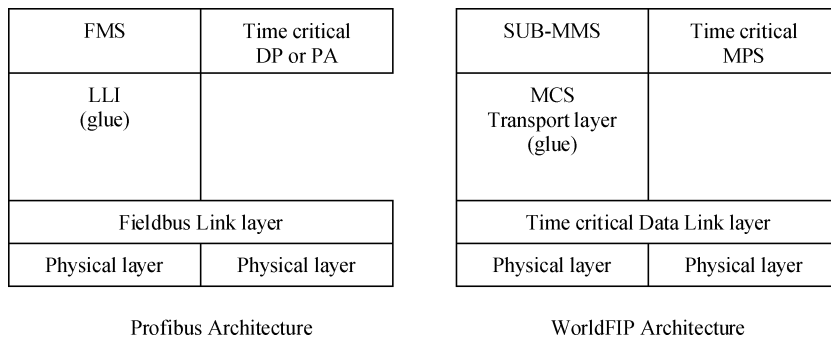 FMS
Time critical
DP or PA
LLI
(glue)
Fieldbus Link layer
Physical layer
Physical layer
Profibus Architecture
SUB-MMS
Time critical
MPS
MCS
Transport layer
(glue)
Time critical Data Link layer
Physical layer
Physical layer
WorldFIP Architecture